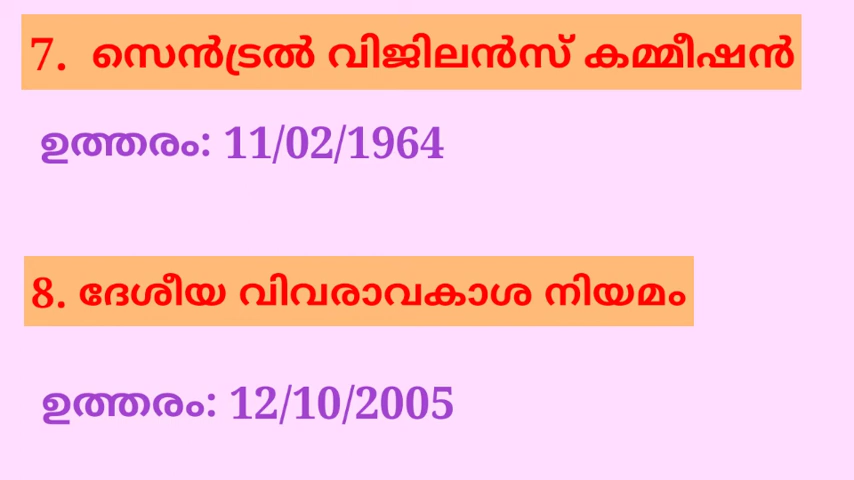 7. സെൻട്രൽ വിജിലൻസ് കമ്മീഷൻ
ഉത്തരം: 11/02/1964
8. ദേശീയ വിവരാവകാശ നിയമം
ഉത്തരം: 12/10/2005